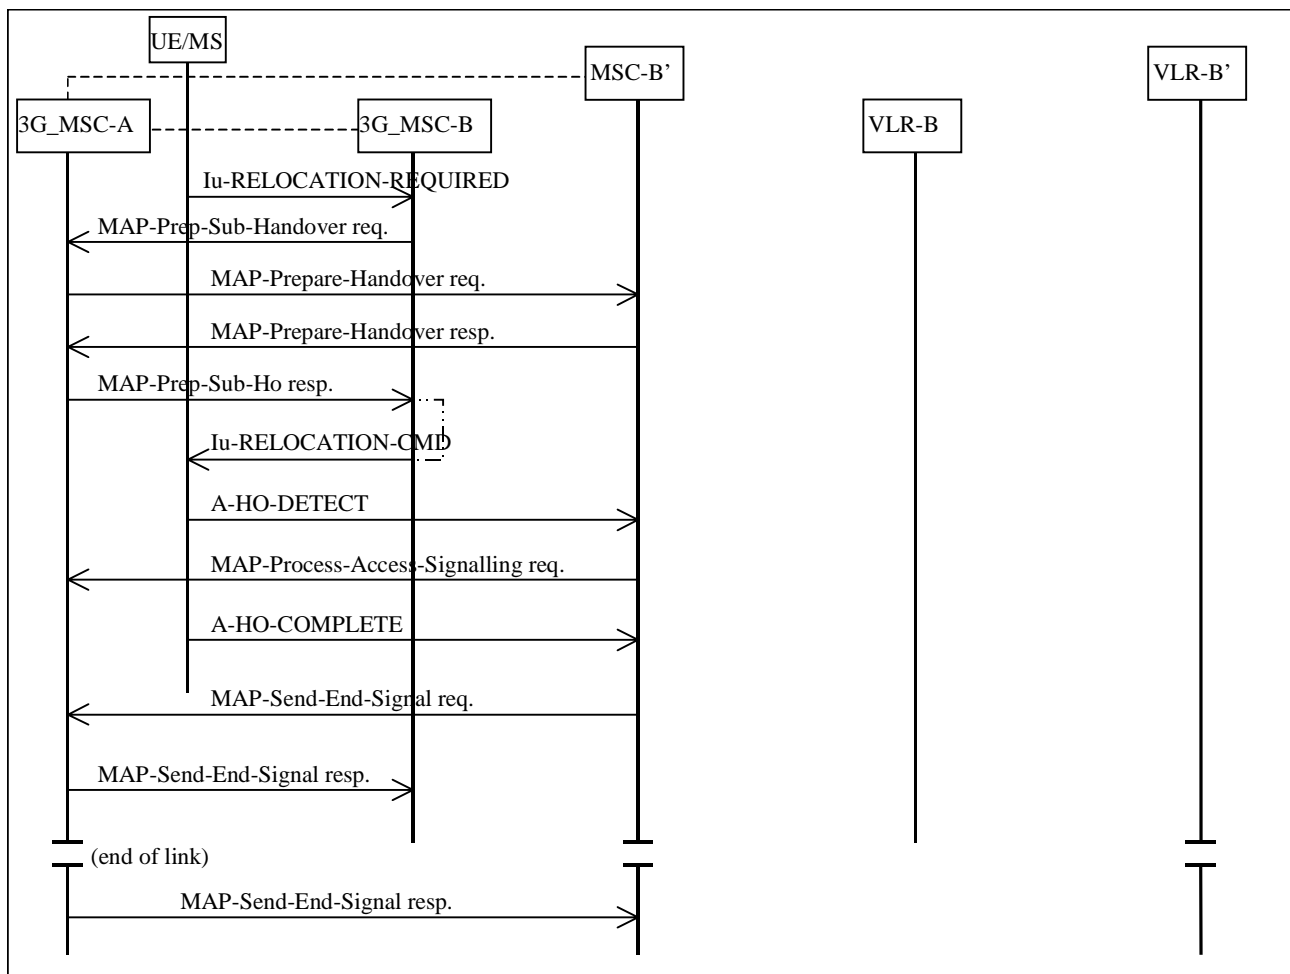 UE/MS
MSC-B’
VLR-B’
3G_MSC-A
3G_MSC-B
VLR-B
Iu-RELOCATION-REQUIRED
MAP-Prep-Sub-Handover req.
MAP-Prepare-Handover req.
MAP-Prepare-Handover resp.
MAP-Prep-Sub-Ho resp.
Iu-RELOCATION-CMD
A-HO-DETECT
MAP-Process-Access-Signalling req.
A-HO-COMPLETE
MAP-Send-End-Signal req.
MAP-Send-End-Signal resp.
(end of link)
MAP-Send-End-Signal resp.